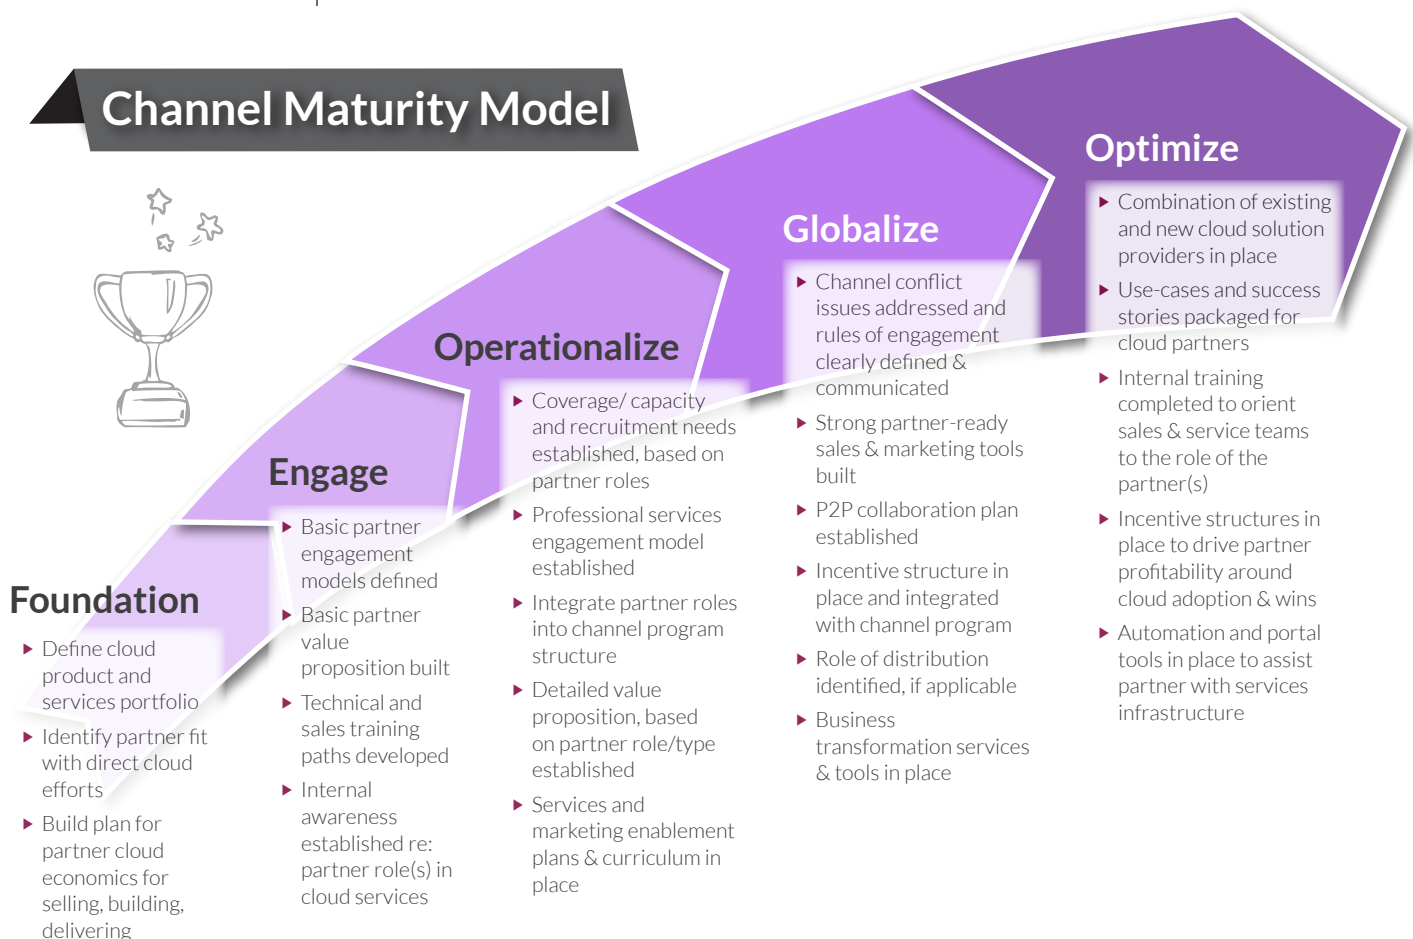 Channel Maturity Model
Foundation
Define cloud
product and
services portfolio
Identify partner fit
with direct cloud
efforts
Build plan for
partner cloud
economics for
selling, building,
delivering
Engage
Basic partner
engagement
models defined
Basic partner
value
proposition built
Technical and
sales training
paths developed
Internal
awareness
established re:
partner role(s) in
cloud services
Operationalize
Coverage/ capacity
and recruitment needs
established, based on
partner roles
Professional services
engagement model
established
Integrate partner roles
into channel program
structure
Detailed value
proposition, based
on partner role/type
established
Services and
marketing enablement
plans & curriculum in
place
Globalize
Channel conflict
issues addressed and
rules of engagement
clearly defined &
communicated
Strong partner-ready
sales & marketing tools
built
P2P collaboration plan
established
Incentive structure in
place and integrated
with channel program
Role of distribution
identified, if applicable
Business
transformation services
& tools in place
Optimize
Combination of existing
and new cloud solution
providers in place
Use-cases and success
stories packaged for
cloud partners
Internal training
completed to orient
sales & service teams
to the role of the
partner(s)
Incentive structures in
place to drive partner
profitability around
cloud adoption & wins
Automation and portal
tools in place to assist
partner with services
infrastructure